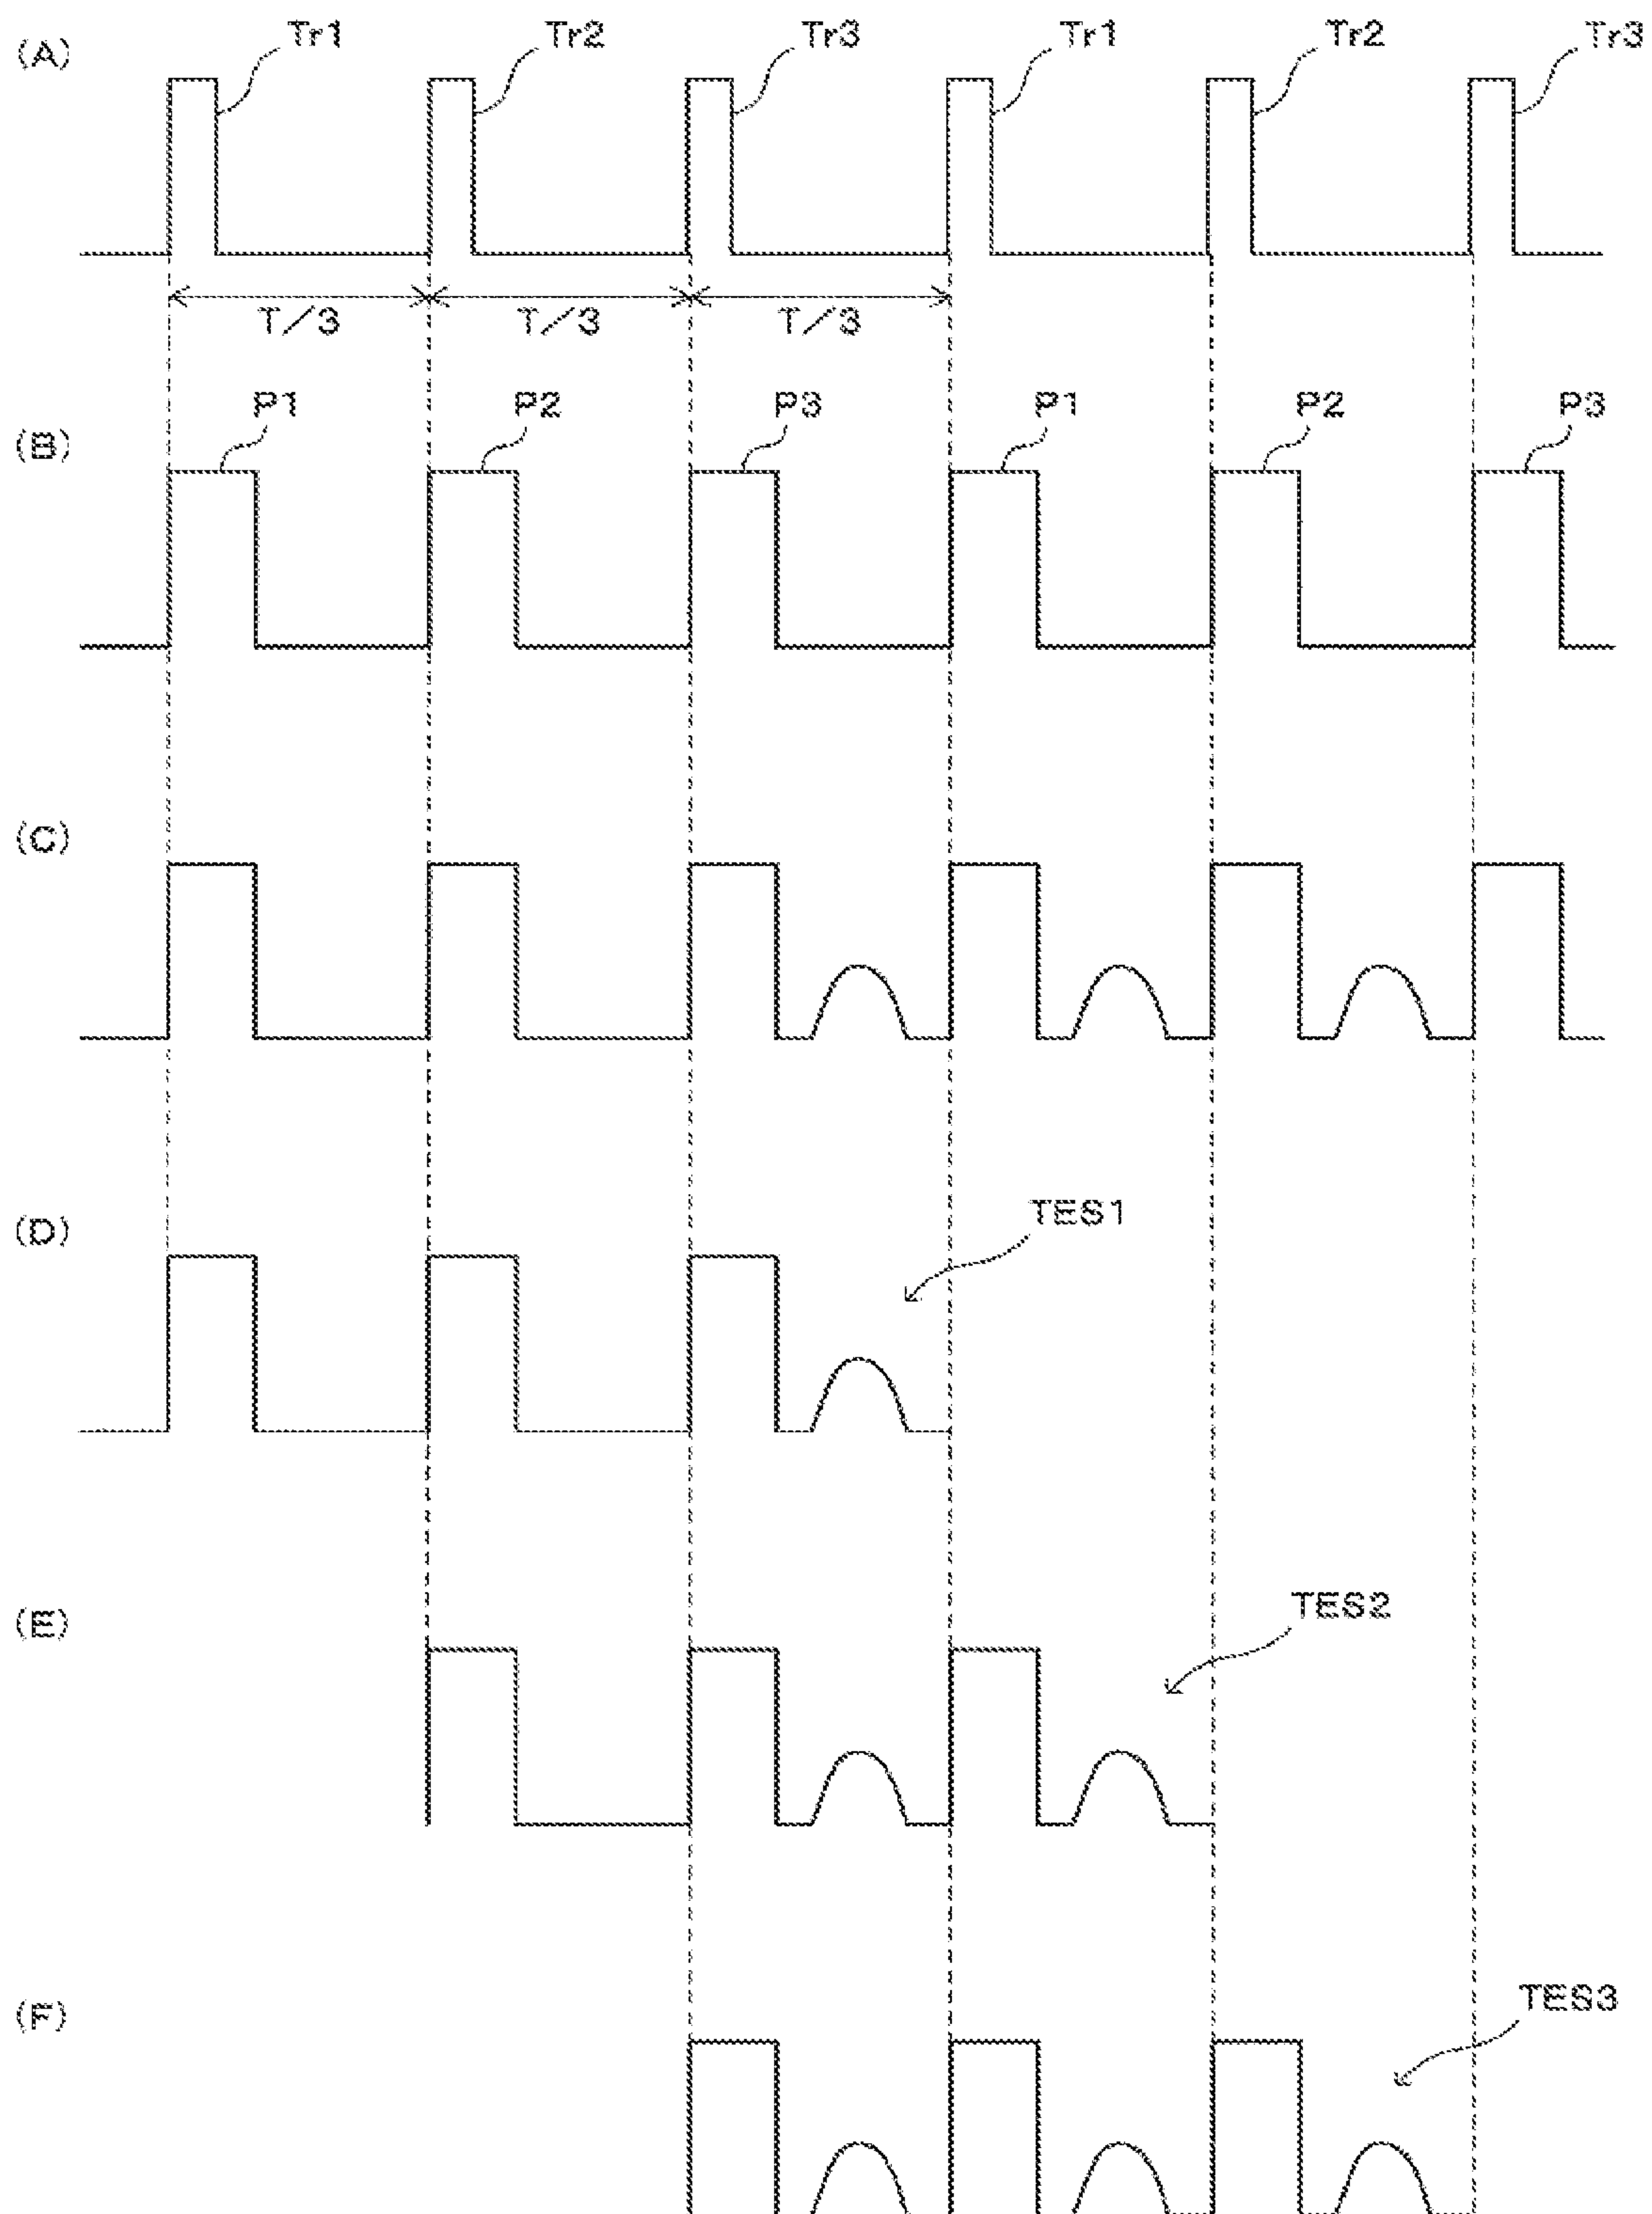 (A) Tr1 Tr2 Tr3 Tr1 Tr2 Tr3
T/3 T/3 T/3
(B) P1 P2 P3 P1 P2 P3
(C)
(D) TES1
(E) TES2
(F) TES3